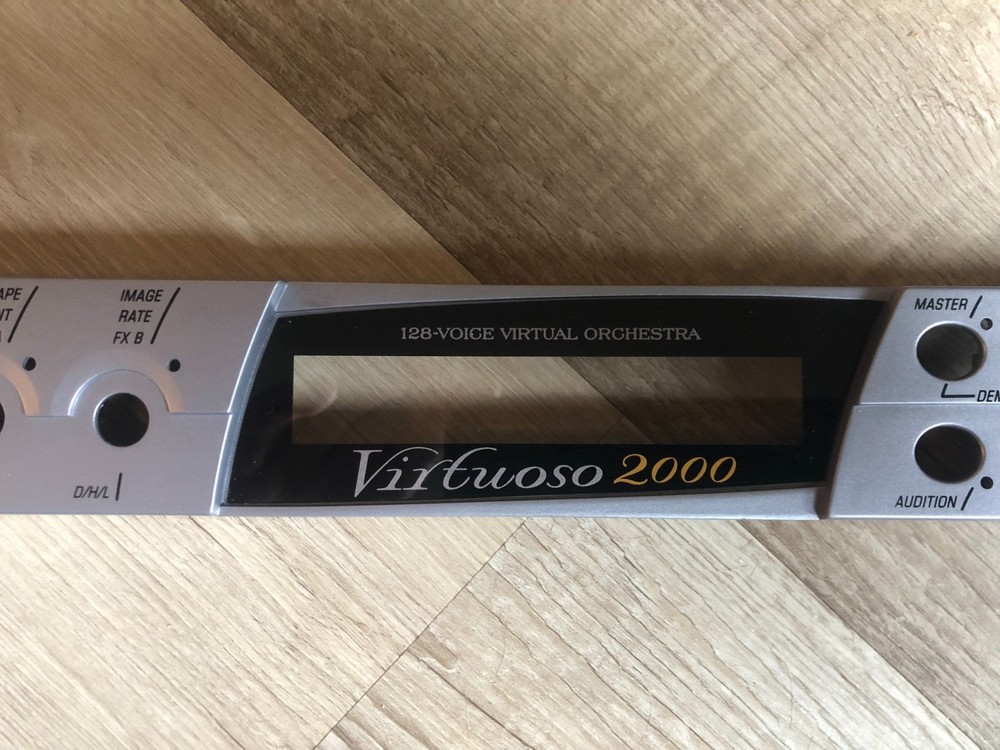 IMAGE
RATE
FX B
D/H/L
128-VOICE VIRTUAL ORCHESTRA
Virtuoso 2000
MASTER
AUDITION